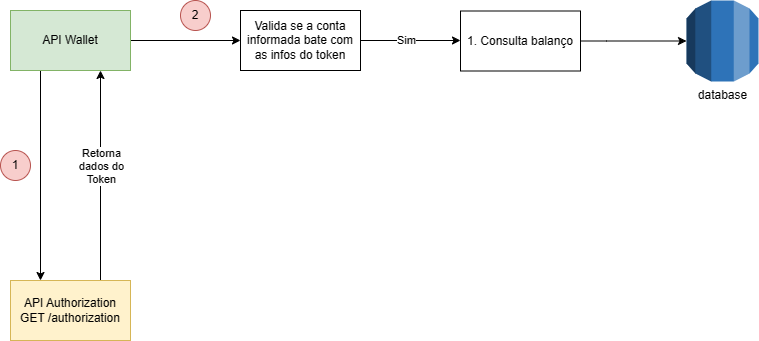 2
API Wallet
Valida se a conta
informada bate com
as infos do token
Sim
1. Consulta balanço
database
1
Retorna
dados do
Token
API Authorization
GET /authorization